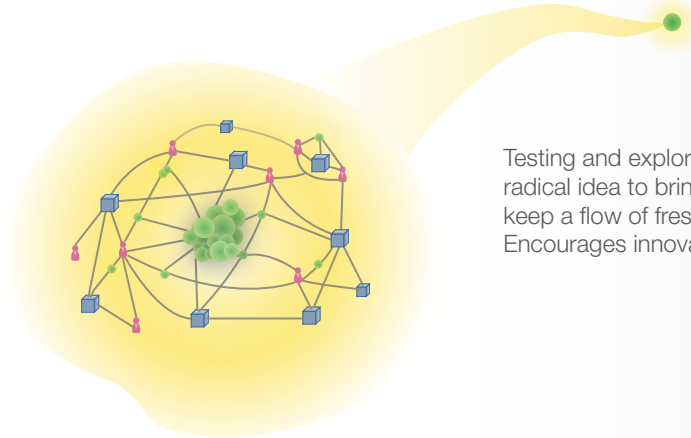 Testing and explor
radical idea to brin
keep a flow of fres
Encourages innova